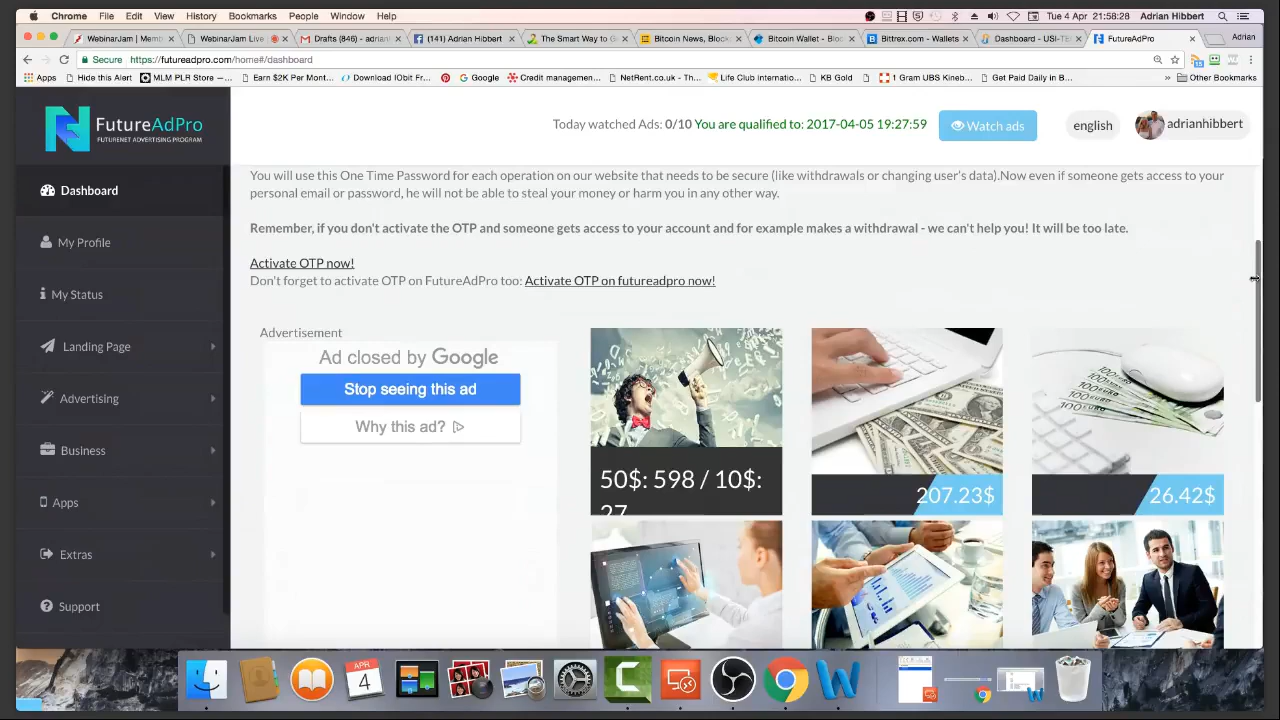 Chrome File Edit View History Bookmarks People Window Help Tue 4 Apr 21:58:28 Adrian Hibbert
WebinarJam | Mem WebinarJam Live Drafts (846) - adrian (141) Adrian Hibbert The Smart Way to G Bitcoin News, Block Bitcoin Wallet - Blo Bittrex.com - Wallets Dashboard - USI-TE FutureAdPro Adrian
Secure https://futureadpro.com/home#/dashboard
Apps Hide this Alert MLM PLR Store —... Earn $2K Per Mont... Download IObit Fr... Google Credit managemen... NetRent.co.uk - Th... Life Club internatio... KB Gold 1 Gram UBS Kineb... Get Paid Daily in B... » Other Bookmarks
FutureAdPro
FUTURENET ADVERTISING PROGRAM
Today watched Ads: 0/10 You are qualified to: 2017-04-05 19:27:59 Watch ads english adrianhibbert
Dashboard
My Profile
My Status
Landing Page
Advertising
Business
Apps
Extras
Support
You will use this One Time Password for each operation on our website that needs to be secure (like withdrawals or changing user's data).Now even if someone gets access to your
personal email or password, he will not be able to steal your money or harm you in any other way.
Remember, if you don't activate the OTP and someone gets access to your account and for example makes a withdrawal - we can't help you! It will be too late.
Activate OTP now!
Don't forget to activate OTP on FutureAdPro too: Activate OTP on futureadpro now!
Advertisement
Ad closed by Google
Stop seeing this ad
Why this ad?
50$: 598 / 10$:
27
207.23$
26.42$
APR
4